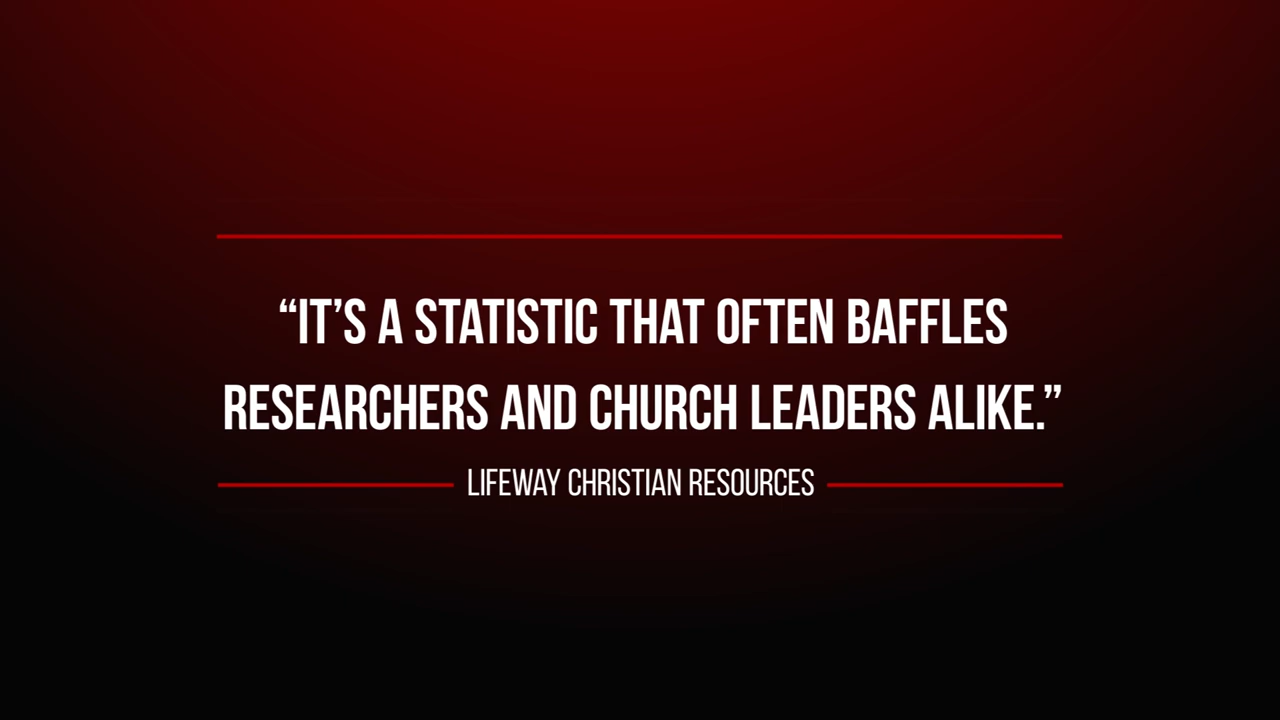 “IT’S A STATISTIC THAT OFTEN BAFFLES
RESEARCHERS AND CHURCH LEADERS ALIKE.”
LIFEWAY CHRISTIAN RESOURCES